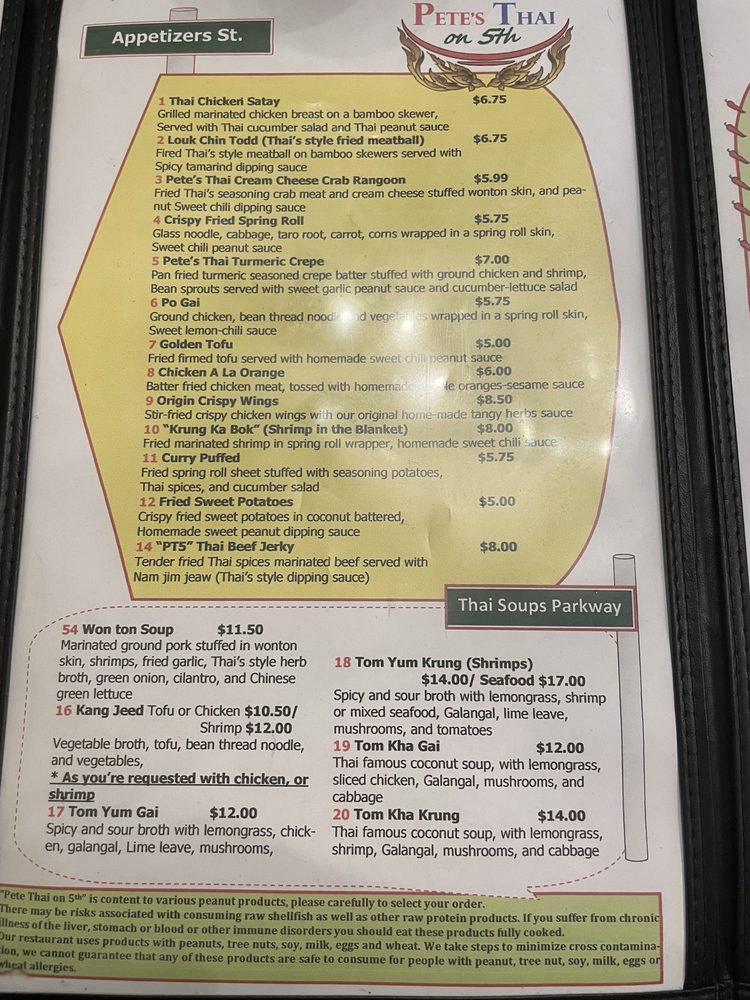 Appetizers St.
PETE'S THAI
on 5th
1 Thai Chicken Satay $6.75
Grilled marinated chicken breast on a bamboo skewer,
Served with Thai cucumber salad and Thai peanut sauce
2 Louk Chin Todd (Thai's style fried meatball) $6.75
Fired Thai's style meatball on bamboo skewers served with
Spicy tamarind dipping sauce
3 Pete's Thai Cream Cheese Crab Rangoon $5.99
Fried Thai's seasoning crab meat and cream cheese stuffed wonton skin, and pea-
nut Sweet chili dipping sauce
4 Crispy Fried Spring Roll $5.75
Glass noodle, cabbage, taro root, carrot, corns wrapped in a spring roll skin,
Sweet chili peanut sauce
5 Pete's Thai Turmeric Crepe $7.00
Pan fried turmeric seasoned crepe batter stuffed with ground chicken and shrimp,
Bean sprouts served with sweet garlic peanut sauce and cucumber-lettuce salad
6 Po Gai $5.75
Ground chicken, bean thread noodle and vegetables wrapped in a spring roll skin,
Sweet lemon-chili sauce
7 Golden Tofu $5.00
Fried firmed tofu served with homemade sweet chili peanut sauce
8 Chicken A La Orange $6.00
Batter fried chicken meat, tossed with homemade oranges-sesame sauce
9 Origin Crispy Wings $8.50
Stir-fried crispy chicken wings with our original home-made tangy herbs sauce
10 "Krung Ka Bok" (Shrimp in the Blanket) $8.00
Fried marinated shrimp in spring roll wrapper, homemade sweet chili sauce
11 Curry Puffed $5.75
Fried spring roll sheet stuffed with seasoning potatoes,
Thai spices, and cucumber salad
12 Fried Sweet Potatoes $5.00
Crispy fried sweet potatoes in coconut battered,
Homemade sweet peanut dipping sauce
14 "PT5" Thai Beef Jerky $8.00
Tender fried Thai spices marinated beef served with
Nam jim jeaw (Thai's style dipping sauce)
Thai Soups Parkway
54 Won ton Soup $11.50
Marinated ground pork stuffed in wonton
skin, shrimps, fried garlic, Thai's style herb
broth, green onion, cilantro, and Chinese
green lettuce
16 Kang Jeed Tofu or Chicken $10.50/
Shrimp $12.00
Vegetable broth, tofu, bean thread noodle,
and vegetables,
* As you're requested with chicken, or
shrimp
17 Tom Yum Gai $12.00
Spicy and sour broth with lemongrass, chick-
en, galangal, Lime leave, mushrooms,
18 Tom Yum Krung (Shrimps)
$14.00/ Seafood $17.00
Spicy and sour broth with lemongrass, shrimp
or mixed seafood, Galangal, lime leave,
mushrooms, and tomatoes
19 Tom Kha Gai $12.00
Thai famous coconut soup, with lemongrass,
sliced chicken, Galangal, mushrooms, and
cabbage
20 Tom Kha Krung $14.00
Thai famous coconut soup, with lemongrass,
shrimp, Galangal, mushrooms, and cabbage
"Pete Thai on 5th" is content to various peanut products, please carefully to select your order.
There may be risks associated with consuming raw shellfish as well as other raw protein products. If you suffer from chronic
illness of the liver, stomach or blood or other immune disorders you should eat these products fully cooked.
Our restaurant uses products with peanuts, tree nuts, soy, milk, eggs and wheat. We take steps to minimize cross contamina-
tion, we cannot guarantee that any of these products are safe to consume for people with peanut, tree nut, soy, milk, eggs or
wheat allergies.